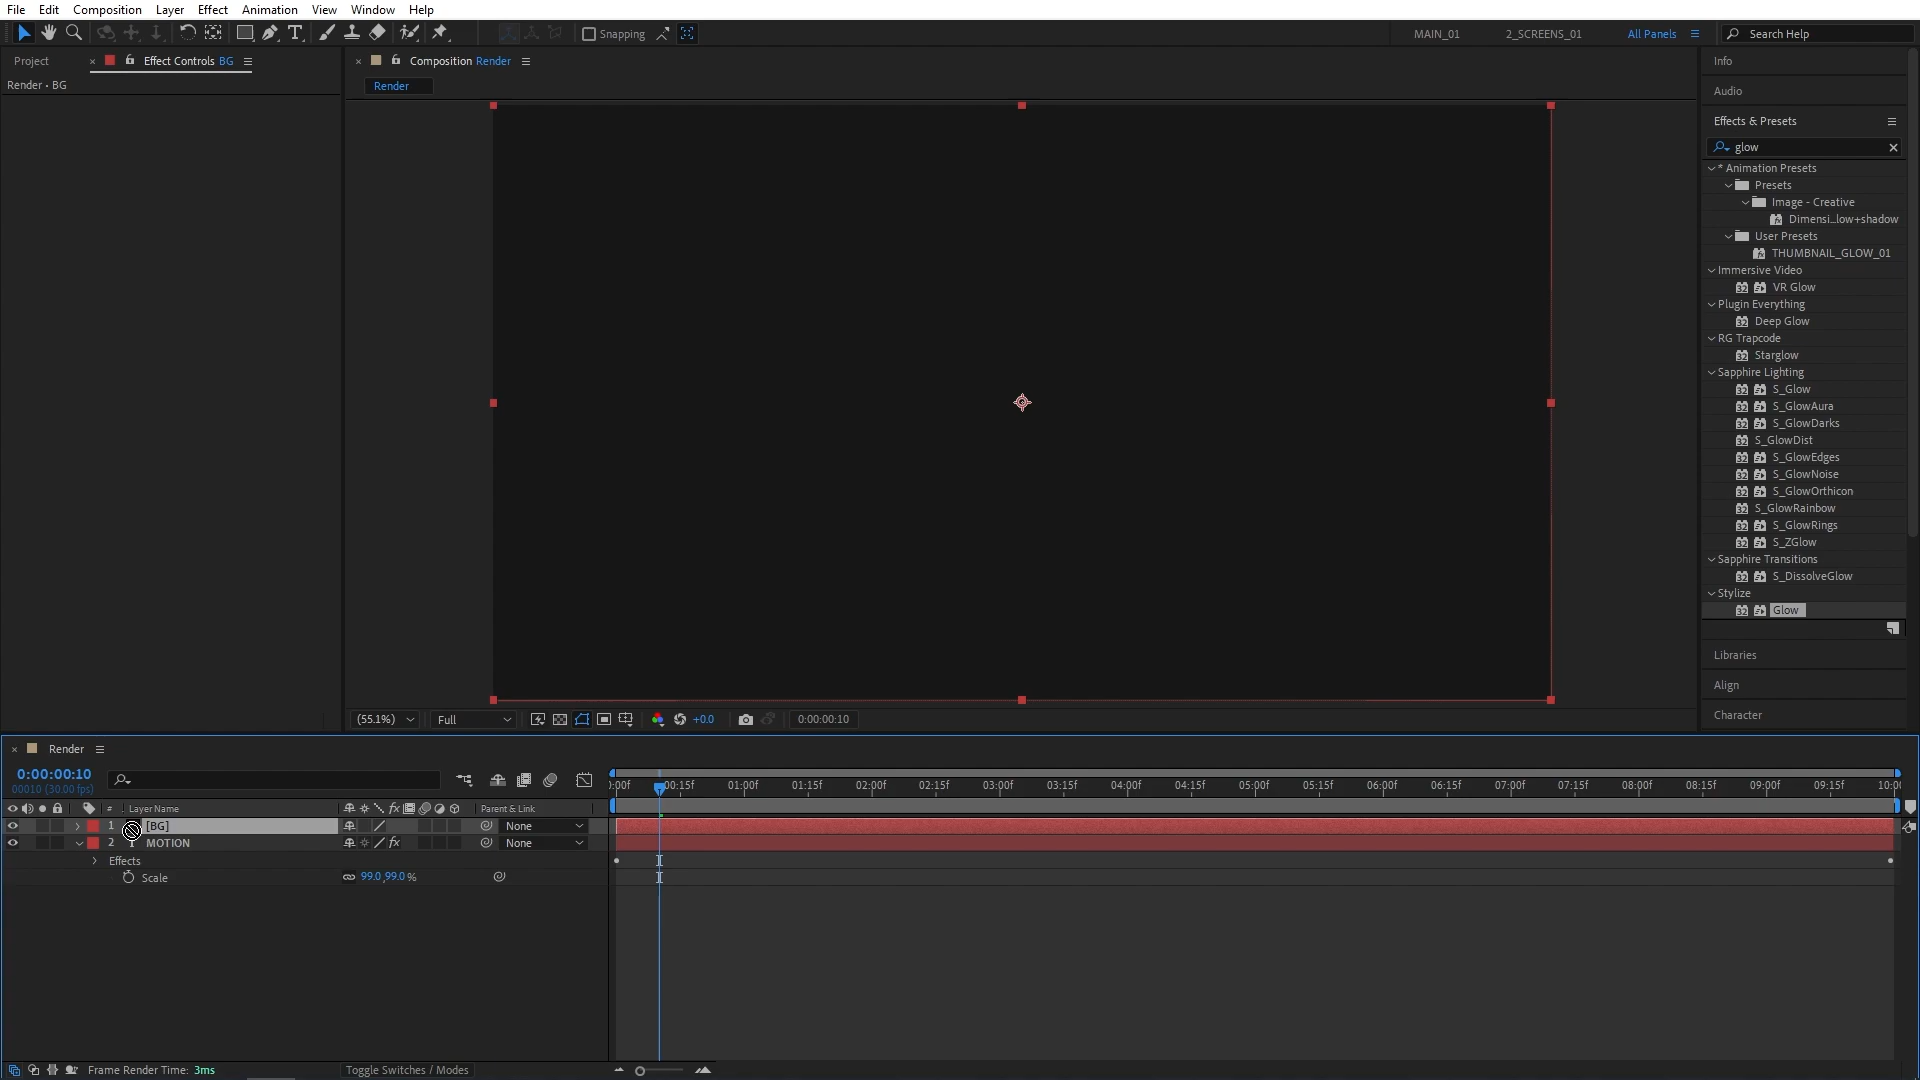 File Edit Composition Layer Effect Animation View Window Help
Snapping MAIN_01 2_SCREENS_01 All Panels Search Help
Project Effect Controls BG Composition Render Info
Render • BG Render
Audio
Effects & Presets
glow
* Animation Presets
Presets
Image - Creative
Dimensi...low+shadow
User Presets
THUMBNAIL_GLOW_01
Immersive Video
VR Glow
Plugin Everything
Deep Glow
RG Trapcode
Starglow
Sapphire Lighting
S_Glow
S_GlowAura
S_GlowDarks
S_GlowDist
S_GlowEdges
S_GlowNoise
S_GlowOrthicon
S_GlowRainbow
S_GlowRings
S_ZGlow
Sapphire Transitions
S_DissolveGlow
Stylize
Glow
Libraries
Align
Character
(55.1%) Full +0.0 0:00:00:10
Render
0:00:00:10
00010 (30.00 fps)
:00f 00:15f 01:00f 01:15f 02:00f 02:15f 03:00f 03:15f 04:00f 04:15f 05:00f 05:15f 06:00f 06:15f 07:00f 07:15f 08:00f 08:15f 09:00f 09:15f 10:00
# Layer Name fx Parent & Link
1 [BG] None
2 MOTION fx None
Effects
Scale 99.0,99.0 %
Frame Render Time: 3ms Toggle Switches / Modes